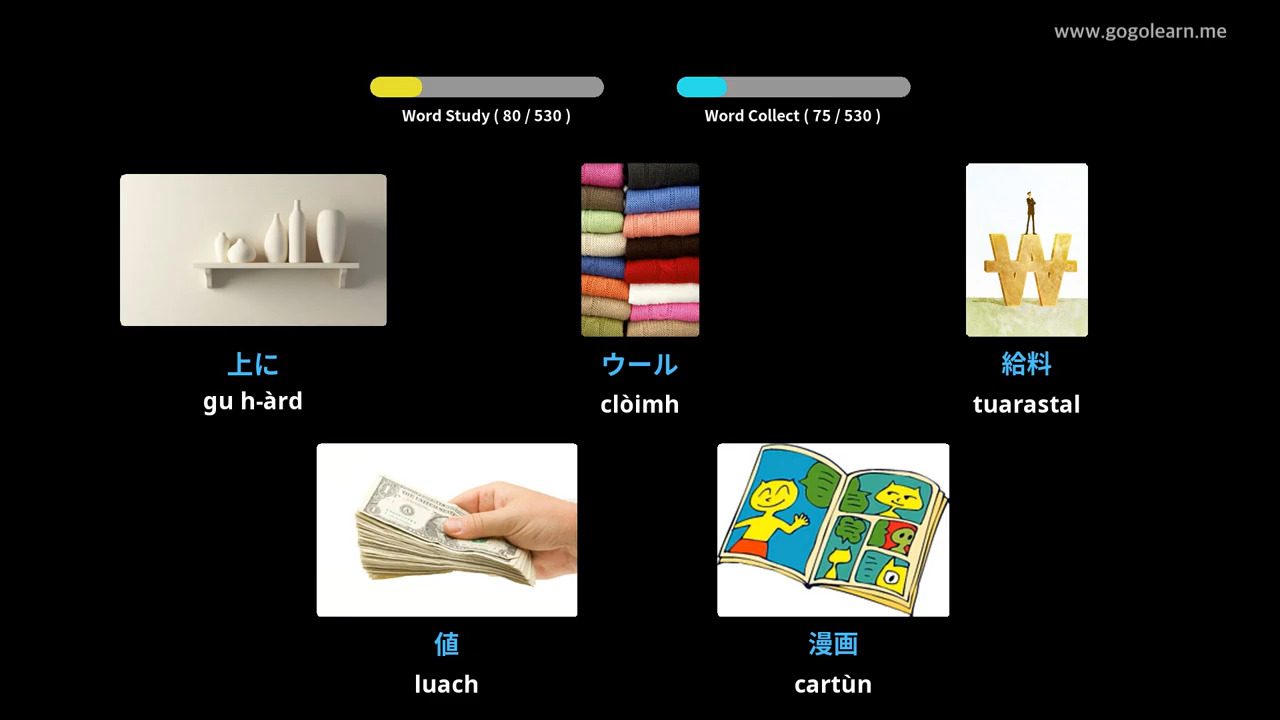 www.gogolearn.me
Word Study ( 80 / 530 )
Word Collect ( 75 / 530 )
上に
gu h-àrd
ウール
clòimh
給料
tuarastal
値
luach
漫画
cartùn